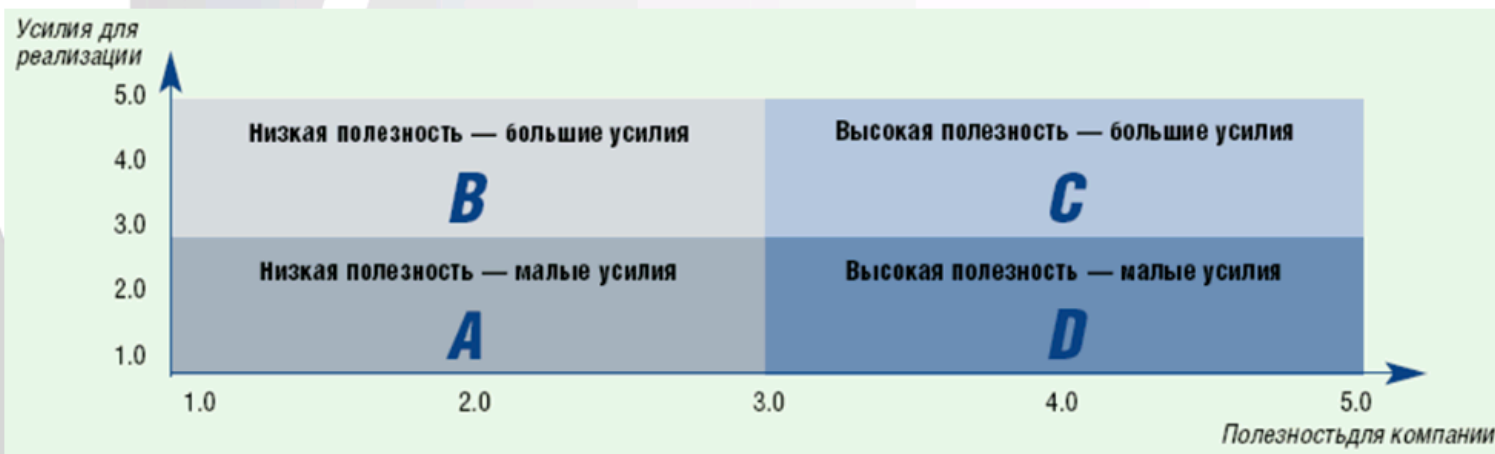 Усилия для
реализации
5.0
Низкая полезность — большие усилия
Высокая полезность — большие усилия
4.0
B
C
3.0
Низкая полезность — малые усилия
Высокая полезность — малые усилия
2.0
A
D
1.0
1.0 2.0 3.0 4.0 5.0
Полезностьдля компании